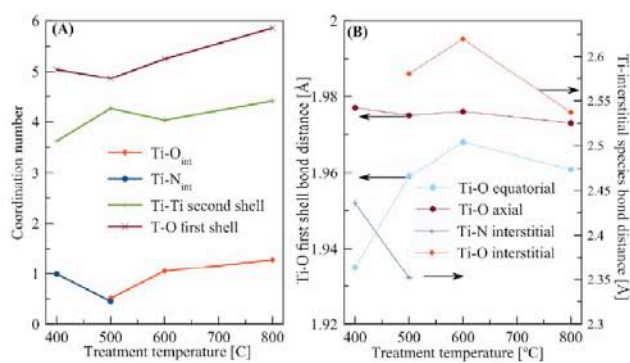 (A)
Coordination number
6
5
4
3
2
1
0
Ti-O_int
Ti-N_int
Ti-Ti second shell
T-O first shell
400 500 600 700 800
Treatment temperature [C]
(B)
Ti-O first shell bond distance [Å]
2
1.98
1.96
1.94
1.92
Ti-O equatorial
Ti-O axial
Ti-N interstitial
Ti-O interstitial
400 500 600 700 800
Treatment temperature [°C]
2.6
2.55
2.5
2.45
2.4
2.35
2.3
Ti-interstitial species bond distance [Å]